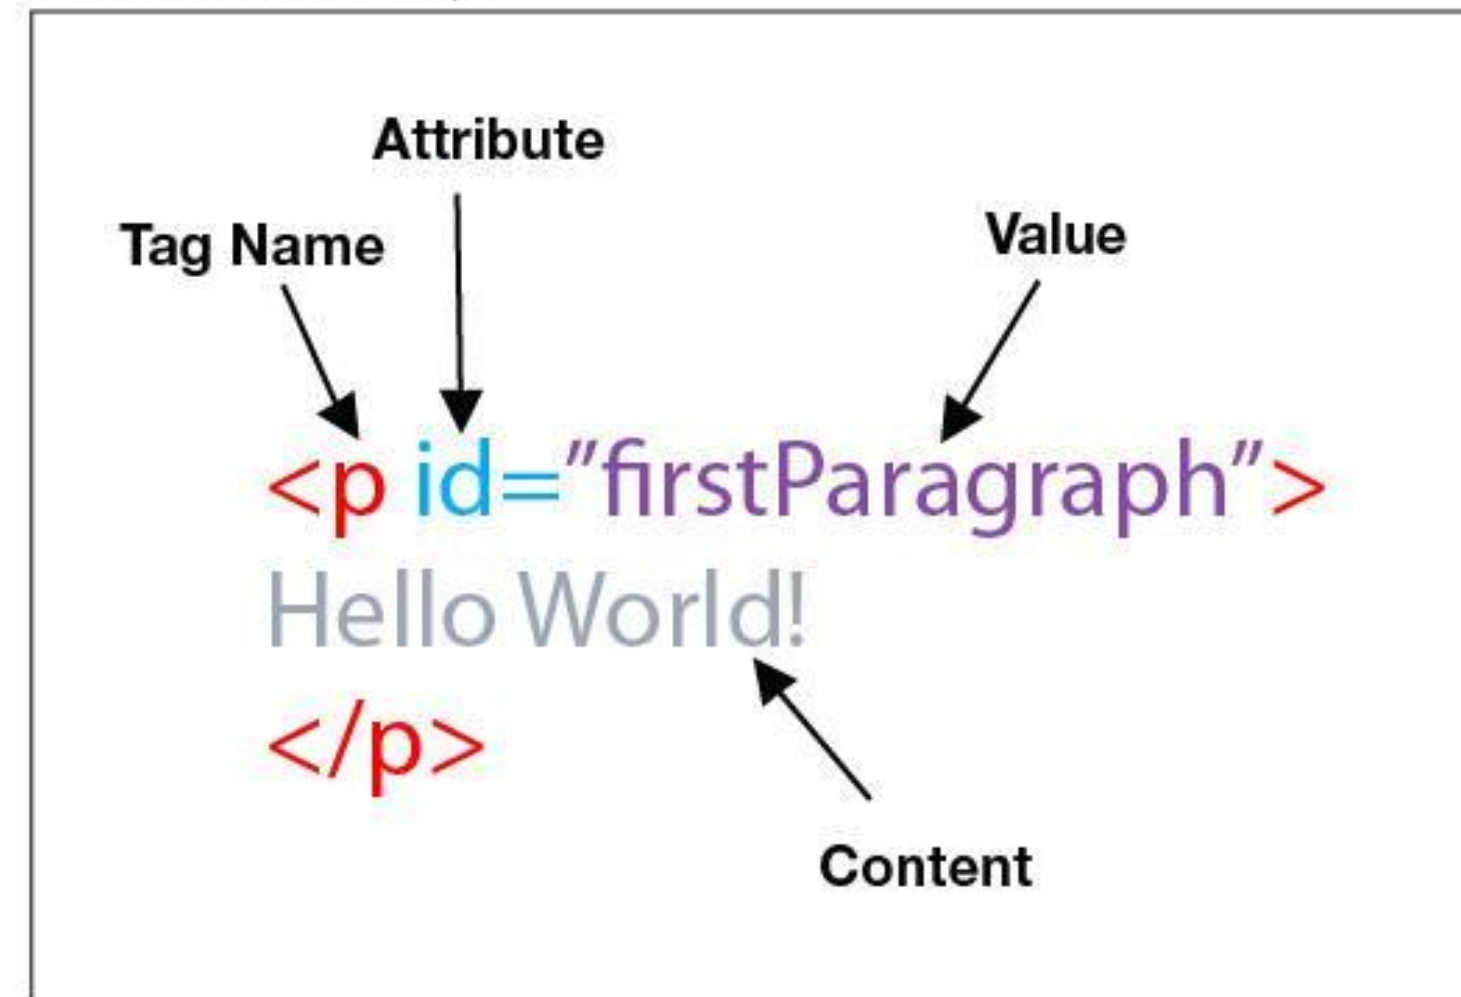 Attribute
Tag Name
Value
<p id="firstParagraph">
Hello World!
</p>
Content